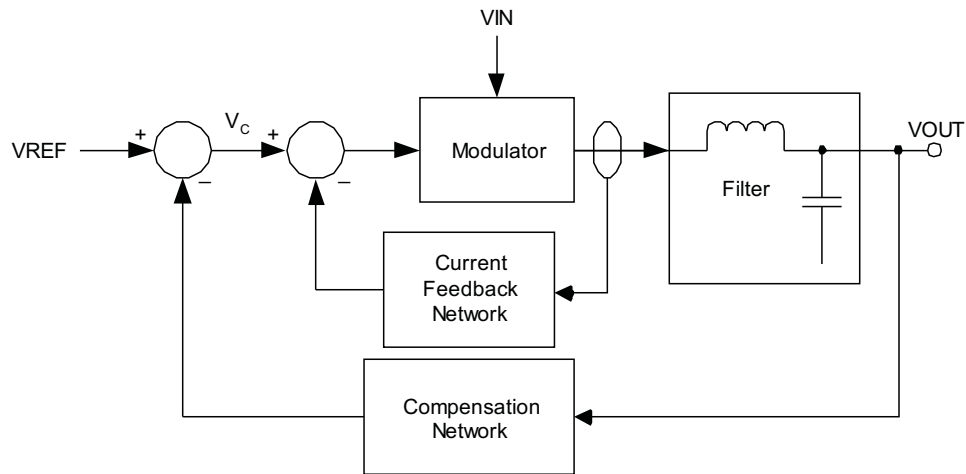 VIN
VREF
+
−
V_C
+
−
Modulator
Filter
VOUT
Current
Feedback
Network
Compensation
Network